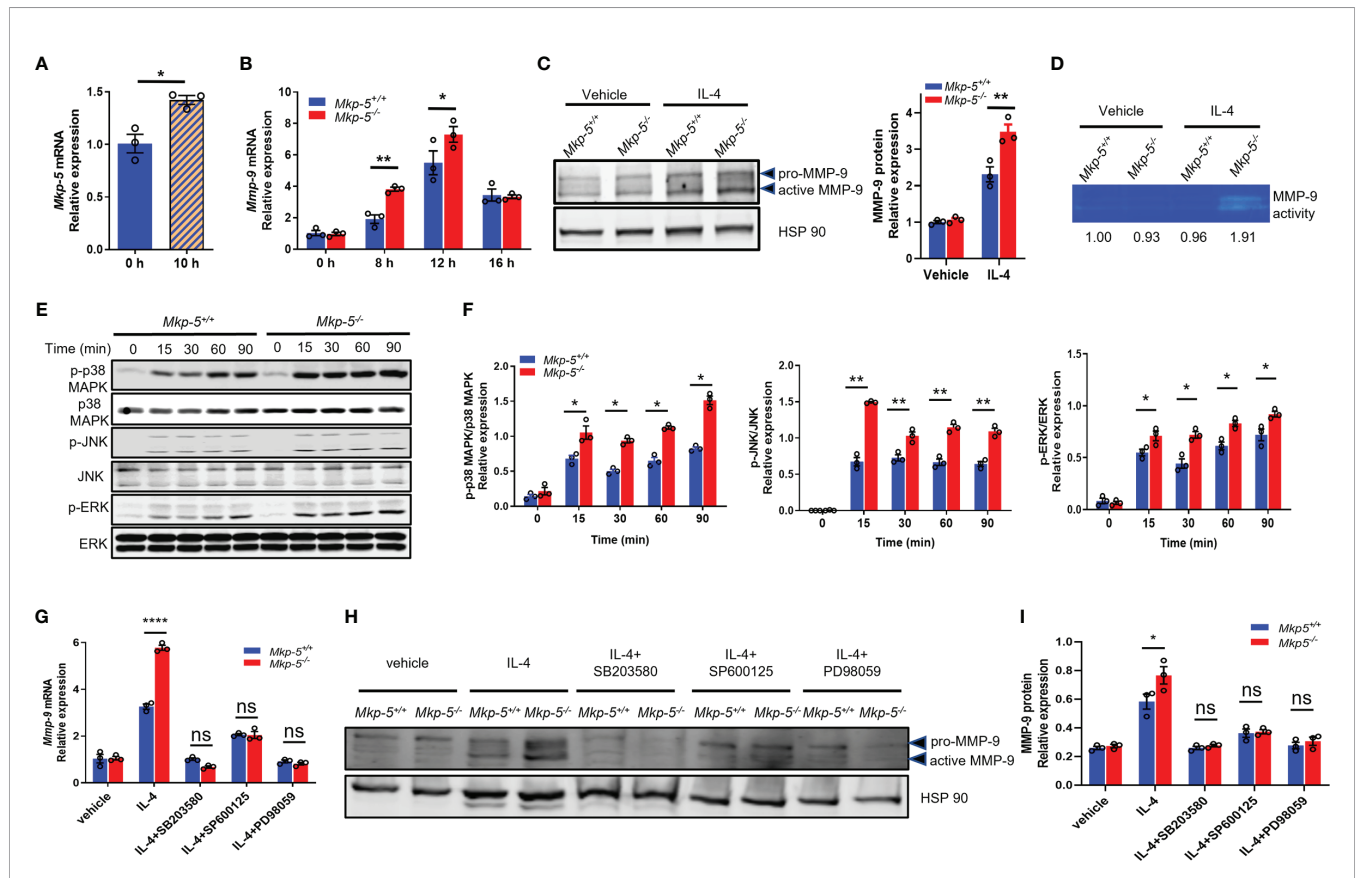 A
*
Mkp-5 mRNA
Relative expression
1.5
1.0
0.5
0.0
0 h
10 h
B
Mkp-5+/+
Mkp-5-/-
*
**
Mmp-9 mRNA
Relative expression
10
8
6
4
2
0
0 h
8 h
12 h
16 h
C
Vehicle
IL-4
Mkp-5+/+
Mkp-5-/-
Mkp-5+/+
Mkp-5-/-
pro-MMP-9
active MMP-9
HSP 90
Mkp-5+/+
Mkp-5-/-
**
MMP-9 protein
Relative expression
5
4
3
2
1
0
Vehicle
IL-4
D
Vehicle
IL-4
Mkp-5+/+
Mkp-5-/-
Mkp-5+/+
Mkp-5-/-
MMP-9
activity
1.00
0.93
0.96
1.91
E
Mkp-5+/+
Mkp-5-/-
Time (min)
0
15
30
60
90
0
15
30
60
90
p-p38
MAPK
p38
MAPK
p-JNK
JNK
p-ERK
ERK
F
Mkp-5+/+
Mkp-5-/-
p-p38 MAPK/p38 MAPK
Relative expression
2.0
1.5
1.0
0.5
0.0
*
*
*
*
0
15
30
60
90
Time (min)
p-JNK/JNK
Relative expression
2.0
1.5
1.0
0.5
0.0
**
**
**
**
0
15
30
60
90
Time (min)
p-ERK/ERK
Relative expression
1.5
1.0
0.5
0.0
*
*
*
*
0
15
30
60
90
Time (min)
G
****
Mkp-5+/+
Mkp-5-/-
Mmp-9 mRNA
Relative expression
6
4
2
0
ns
ns
ns
vehicle
IL-4
IL-4+SB203580
IL-4+SP600125
IL-4+PD98059
H
vehicle
IL-4
IL-4+
SB203580
IL-4+
SP600125
IL-4+
PD98059
Mkp-5+/+
Mkp-5-/-
Mkp-5+/+
Mkp-5-/-
Mkp-5+/+
Mkp-5-/-
Mkp-5+/+
Mkp-5-/-
Mkp-5+/+
Mkp-5-/-
pro-MMP-9
active MMP-9
HSP 90
I
Mkp5+/+
Mkp5-/-
MMP-9 protein
Relative expression
1.0
0.8
0.6
0.4
0.2
0.0
*
ns
ns
ns
vehicle
IL-4
IL-4+SB203580
IL-4+SP600125
IL-4+PD98059